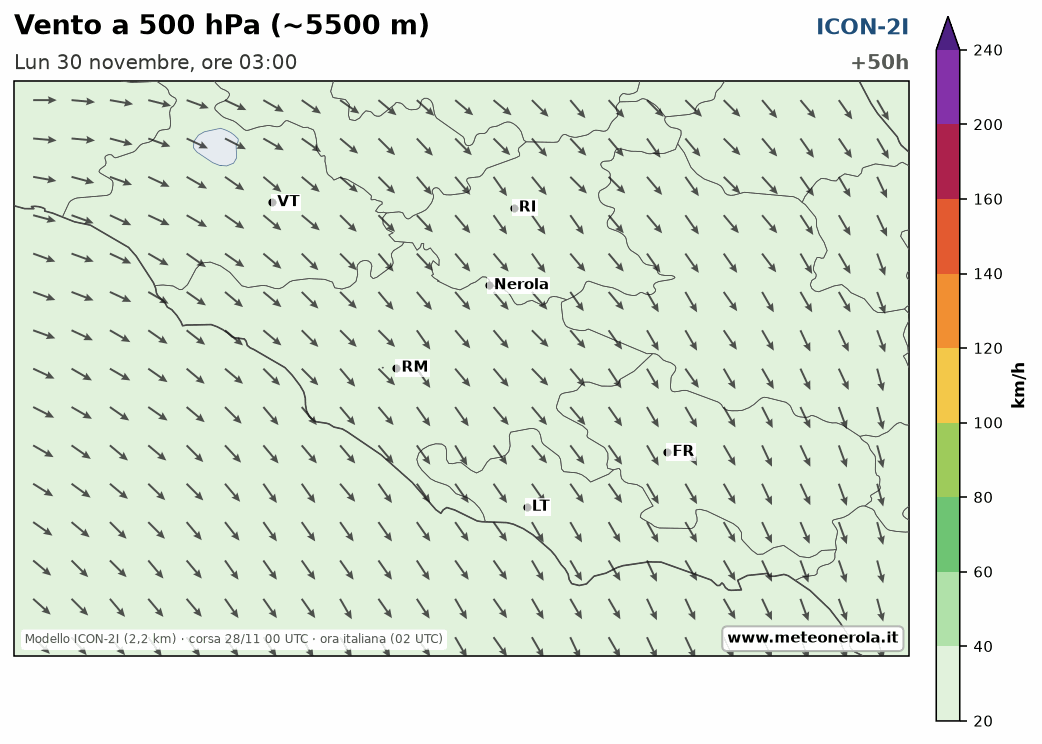 Vento a 500 hPa (~5500 m)
ICON-2I
Lun 30 novembre, ore 03:00
+50h
240
200
160
140
120
100
80
60
40
20
km/h
VT
RI
Nerola
RM
FR
LT
Modello ICON-2I (2,2 km) · corsa 28/11 00 UTC · ora italiana (02 UTC)
www.meteonerola.it